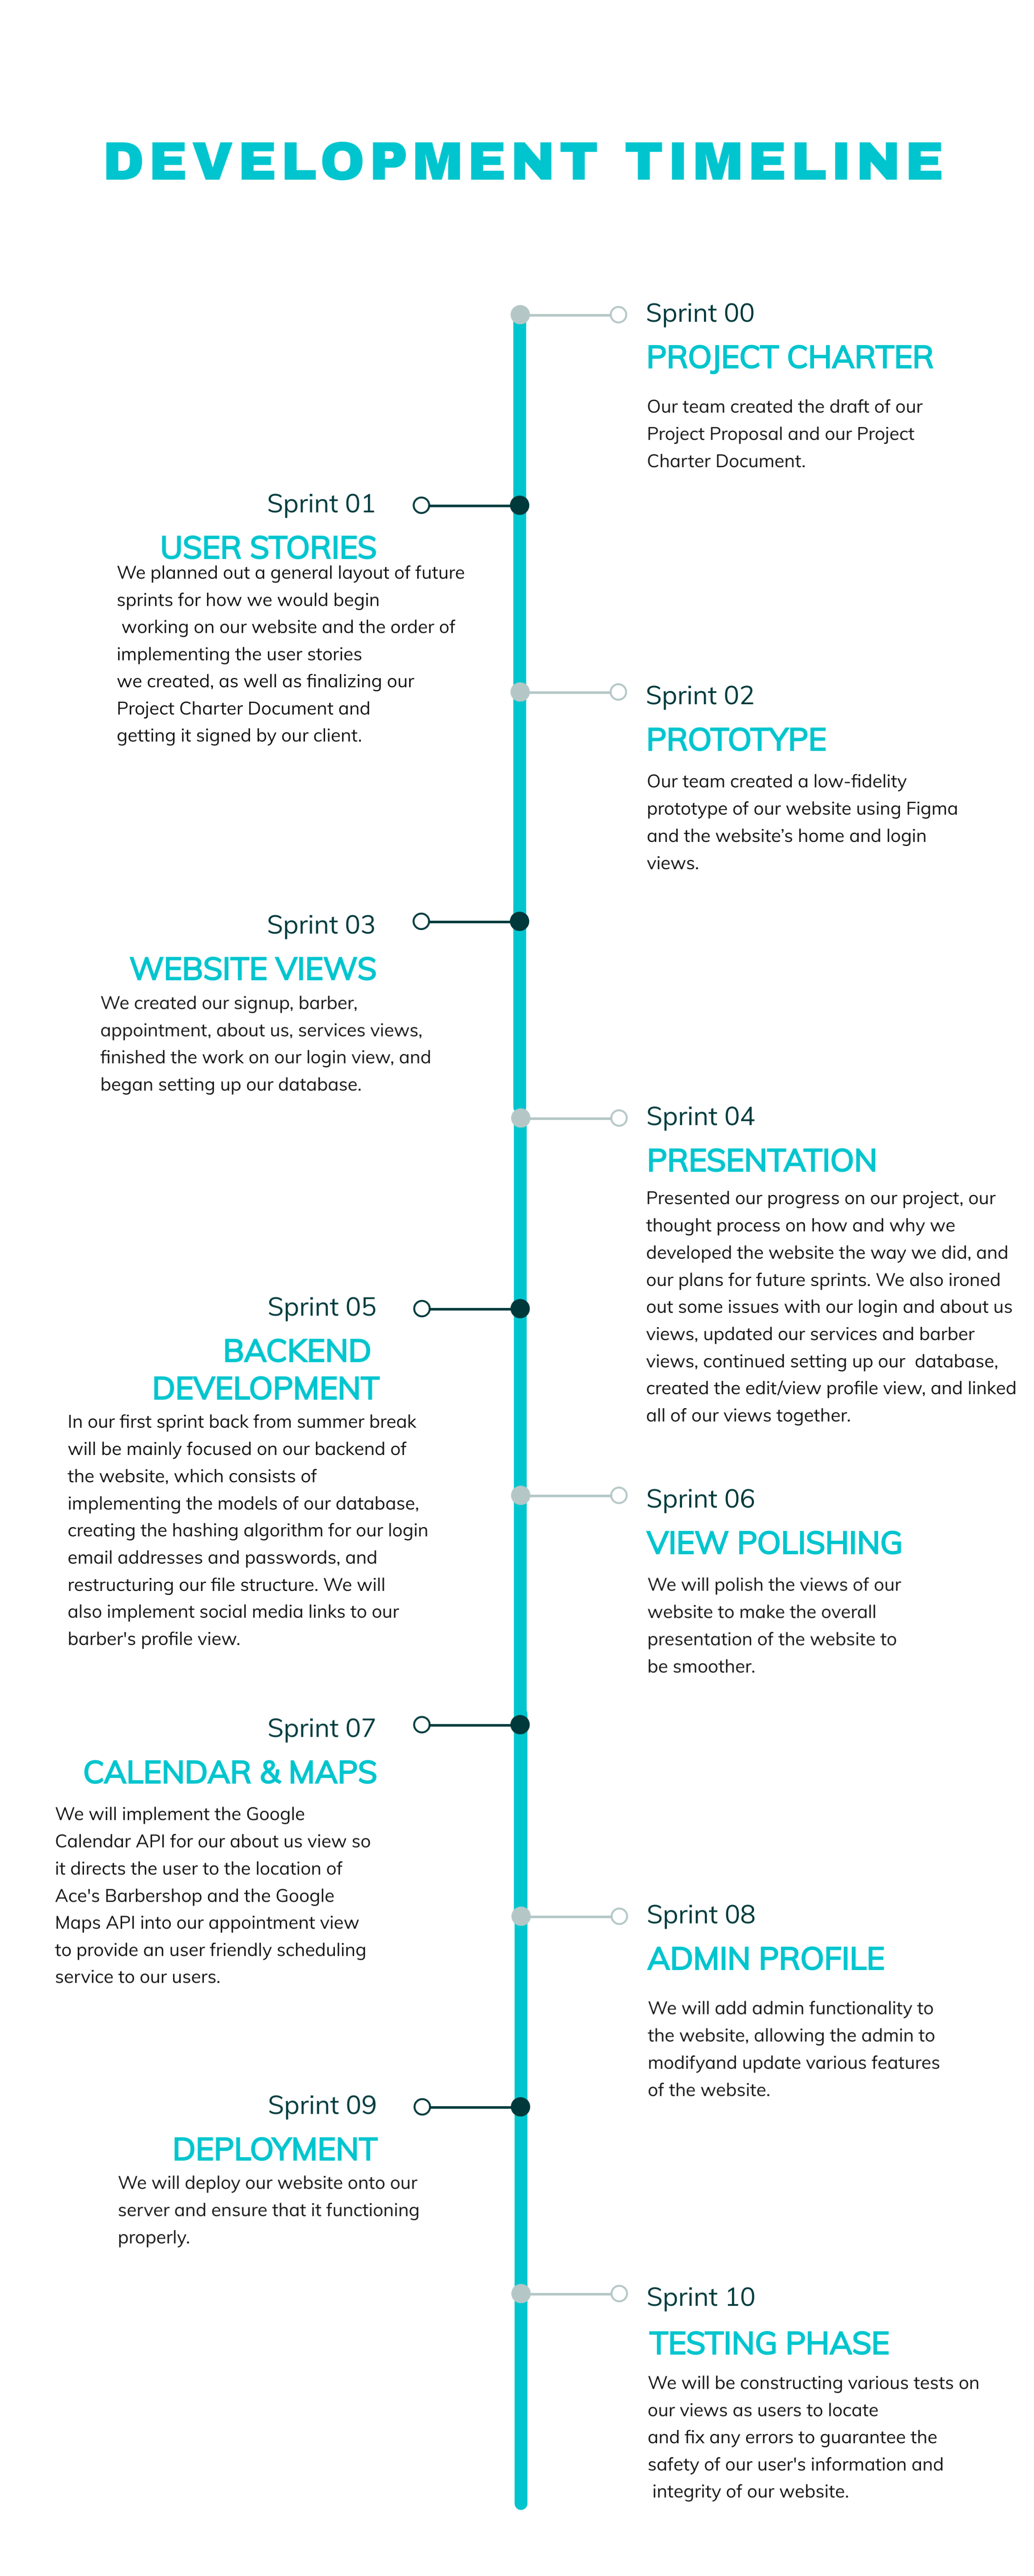 DEVELOPMENT TIMELINE
Sprint 00
PROJECT CHARTER
Our team created the draft of our
Project Proposal and our Project
Charter Document.
Sprint 01
USER STORIES
We planned out a general layout of future
sprints for how we would begin
working on our website and the order of
implementing the user stories
we created, as well as finalizing our
Project Charter Document and
getting it signed by our client.
Sprint 02
PROTOTYPE
Our team created a low-fidelity
prototype of our website using Figma
and the website’s home and login
views.
Sprint 03
WEBSITE VIEWS
We created our signup, barber,
appointment, about us, services views,
finished the work on our login view, and
began setting up our database.
Sprint 04
PRESENTATION
Presented our progress on our project, our
thought process on how and why we
developed the website the way we did, and
our plans for future sprints. We also ironed
out some issues with our login and about us
views, updated our services and barber
views, continued setting up our  database,
created the edit/view profile view, and linked
all of our views together.
Sprint 05
BACKEND
DEVELOPMENT
In our first sprint back from summer break
will be mainly focused on our backend of
the website, which consists of
implementing the models of our database,
creating the hashing algorithm for our login
email addresses and passwords, and
restructuring our file structure. We will
also implement social media links to our
barber's profile view.
Sprint 06
VIEW POLISHING
We will polish the views of our
website to make the overall
presentation of the website to
be smoother.
Sprint 07
CALENDAR & MAPS
We will implement the Google
Calendar API for our about us view so
it directs the user to the location of
Ace's Barbershop and the Google
Maps API into our appointment view
to provide an user friendly scheduling
service to our users.
Sprint 08
ADMIN PROFILE
We will add admin functionality to
the website, allowing the admin to
modifyand update various features
of the website.
Sprint 09
DEPLOYMENT
We will deploy our website onto our
server and ensure that it functioning
properly.
Sprint 10
TESTING PHASE
We will be constructing various tests on
our views as users to locate
and fix any errors to guarantee the
safety of our user's information and
integrity of our website.